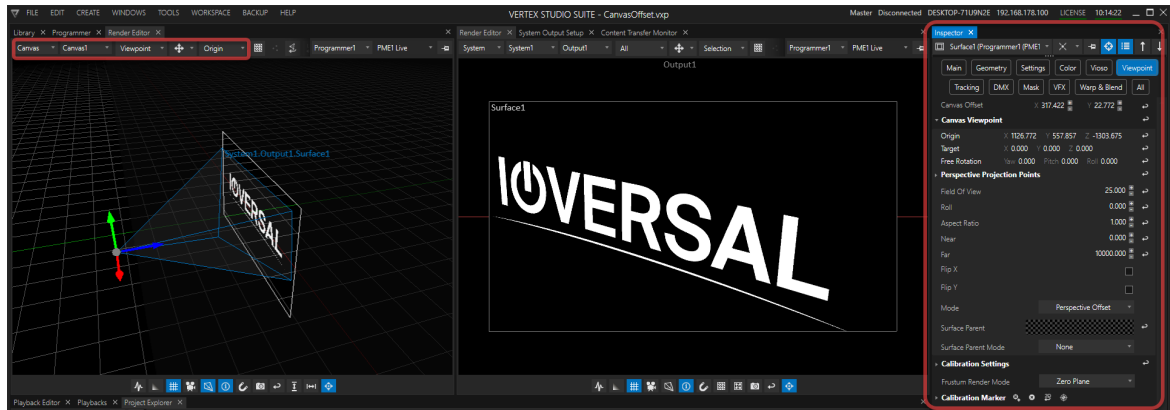 FILE EDIT CREATE WINDOWS TOOLS WORKSPACE BACKUP HELP VERTEX STUDIO SUITE - CanvasOffset.vxp Master Disconnected DESKTOP-71U9N2E 192.168.178.100 LICENSE 10:14:22
Library Programmer Render Editor
Canvas Canvas1 Viewpoint Origin Programmer1 PME1 Live
System1.Output1.Surface1
IOVERSAL
Render Editor System Output Setup Content Transfer Monitor
System System1 Output1 All Selection Programmer1 PME1 Live
Output1
Surface1
IOVERSAL
Inspector
Surface1 (Programmer1 (PME1
Main Geometry Settings Color Vioso Viewpoint
Tracking DMX Mask VFX Warp & Blend All
Canvas Offset X 317.422 Y 22.772
Canvas Viewpoint
Origin X 1126.772 Y 557.857 Z -1303.675
Target X 0.000 Y 0.000 Z 0.000
Free Rotation Yaw 0.000 Pitch 0.000 Roll 0.000
Perspective Projection Points
Field Of View 25.000
Roll 0.000
Aspect Ratio 1.000
Near 0.000
Far 10000.000
Flip X
Flip Y
Mode Perspective Offset
Surface Parent
Surface Parent Mode None
Calibration Settings
Frustum Render Mode Zero Plane
Calibration Marker
Playback Editor Playbacks Project Explorer